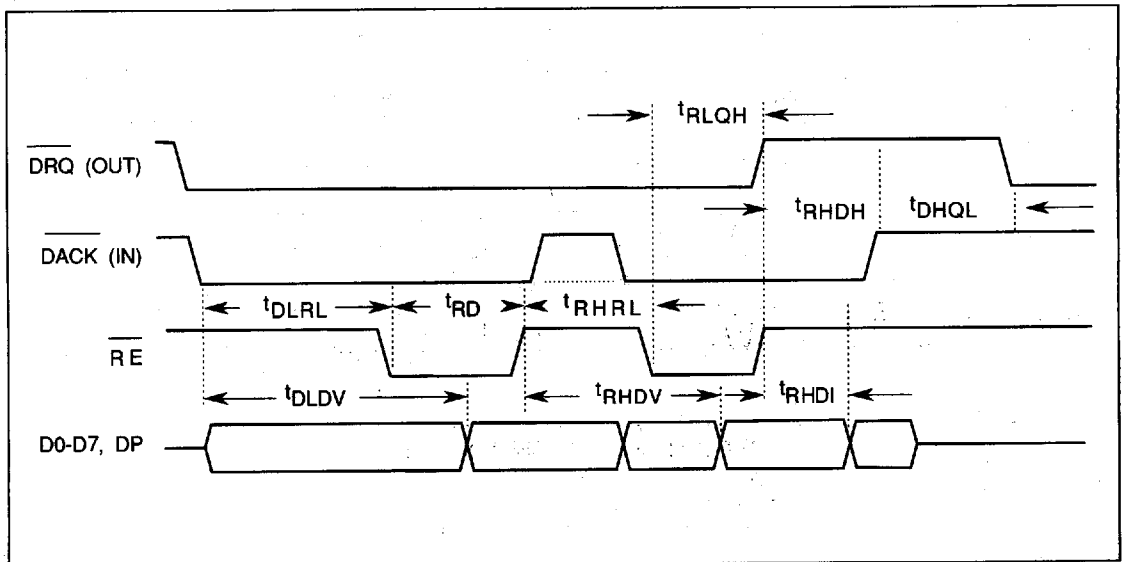 tRLQH
DRQ (OUT)
tRHDH tDHQL
DACK (IN)
tDLRL tRD tRHRL
RE
tDLDV tRHDV tRHDI
D0-D7, DP